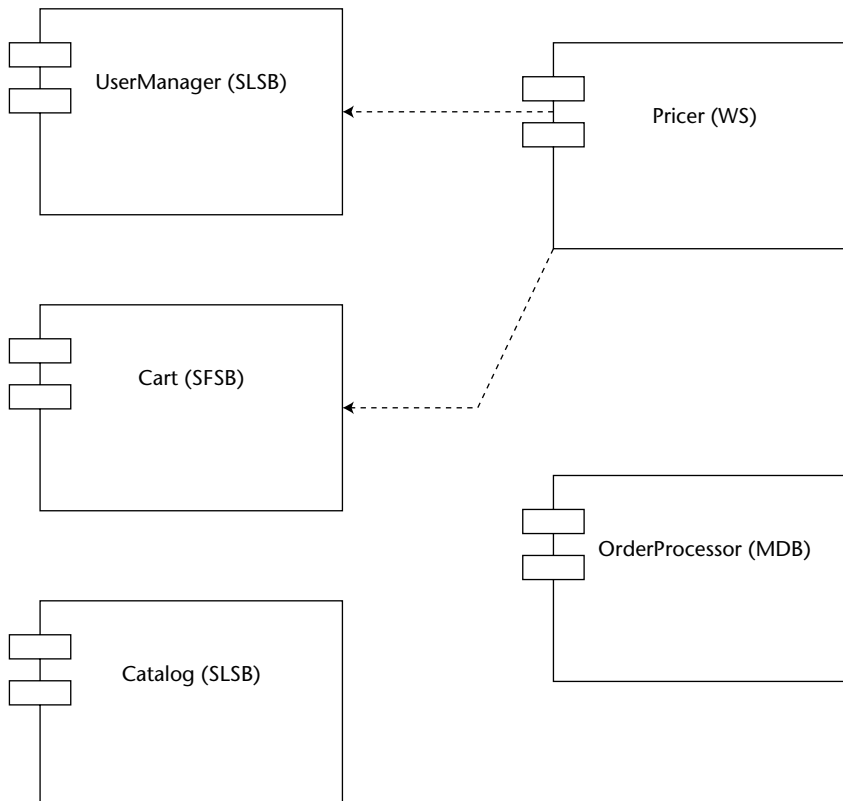 UserManager (SLSB)
Pricer (WS)
Cart (SFSB)
OrderProcessor (MDB)
Catalog (SLSB)